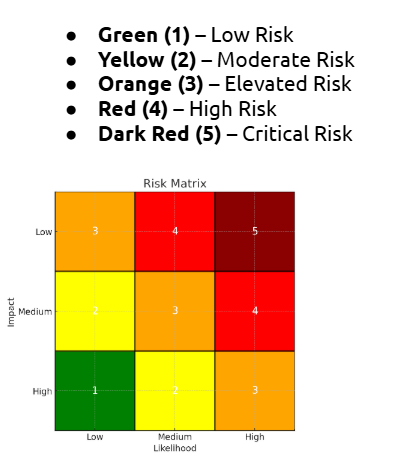 ● Green (1) – Low Risk
● Yellow (2) – Moderate Risk
● Orange (3) – Elevated Risk
● Red (4) – High Risk
● Dark Red (5) – Critical Risk
Risk Matrix
Low 3 4 5
Impact
Medium 2 3 4
High 1 2 3
Low Medium High
Likelihood